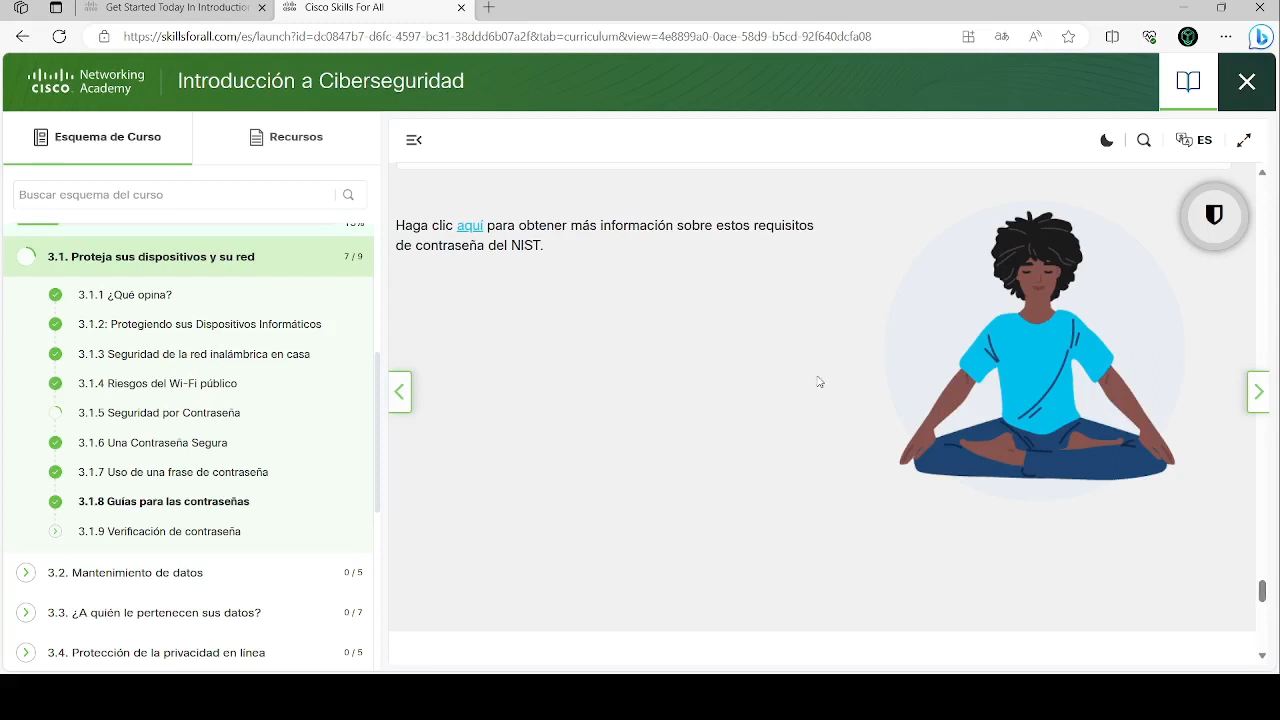 Get Started Today In Introduction
Cisco Skills For All
https://skillsforall.com/es/launch?id=dc0847b7-d6fc-4597-bc31-38ddd6b07a2f&tab=curriculum&view=4e8899a0-0ace-58d9-b5cd-92f640dcfa08
CISCO
Networking
Academy
Introducción a Ciberseguridad
Esquema de Curso
Recursos
ES
Buscar esquema del curso
3.1. Proteja sus dispositivos y su red
7 / 9
3.1.1 ¿Qué opina?
3.1.2: Protegiendo sus Dispositivos Informáticos
3.1.3 Seguridad de la red inalámbrica en casa
3.1.4 Riesgos del Wi-Fi público
3.1.5 Seguridad por Contraseña
3.1.6 Una Contraseña Segura
3.1.7 Uso de una frase de contraseña
3.1.8 Guías para las contraseñas
3.1.9 Verificación de contraseña
3.2. Mantenimiento de datos
0 / 5
3.3. ¿A quién le pertenecen sus datos?
0 / 7
3.4. Protección de la privacidad en línea
0 / 5
Haga clic aquí para obtener más información sobre estos requisitos
de contraseña del NIST.